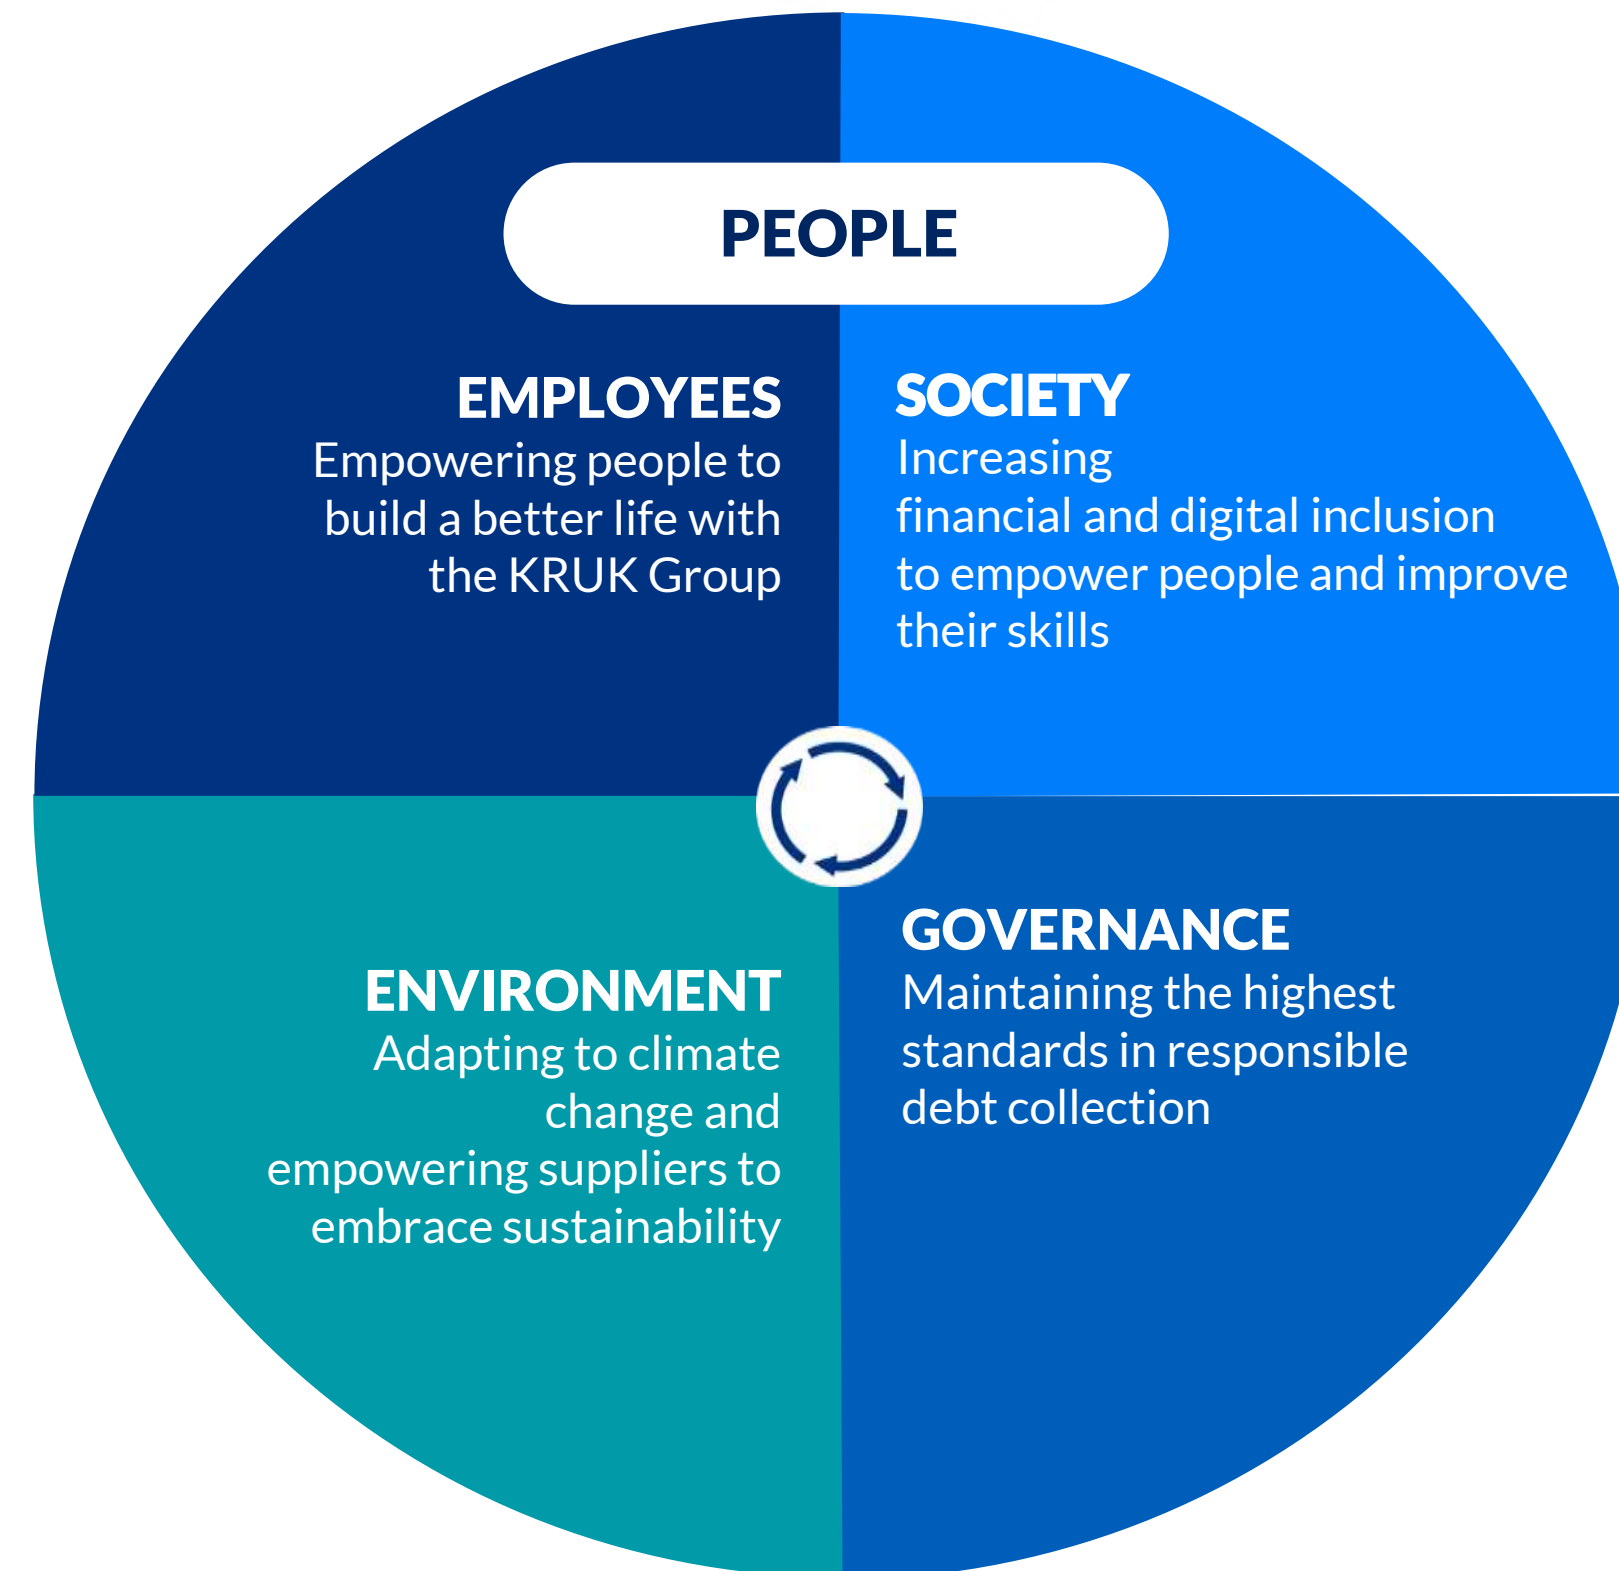 PEOPLE
EMPLOYEES
Empowering people to
build a better life with
the KRUK Group
SOCIETY
Increasing
financial and digital inclusion
to empower people and improve
their skills
ENVIRONMENT
Adapting to climate
change and
empowering suppliers to
embrace sustainability
GOVERNANCE
Maintaining the highest
standards in responsible
debt collection